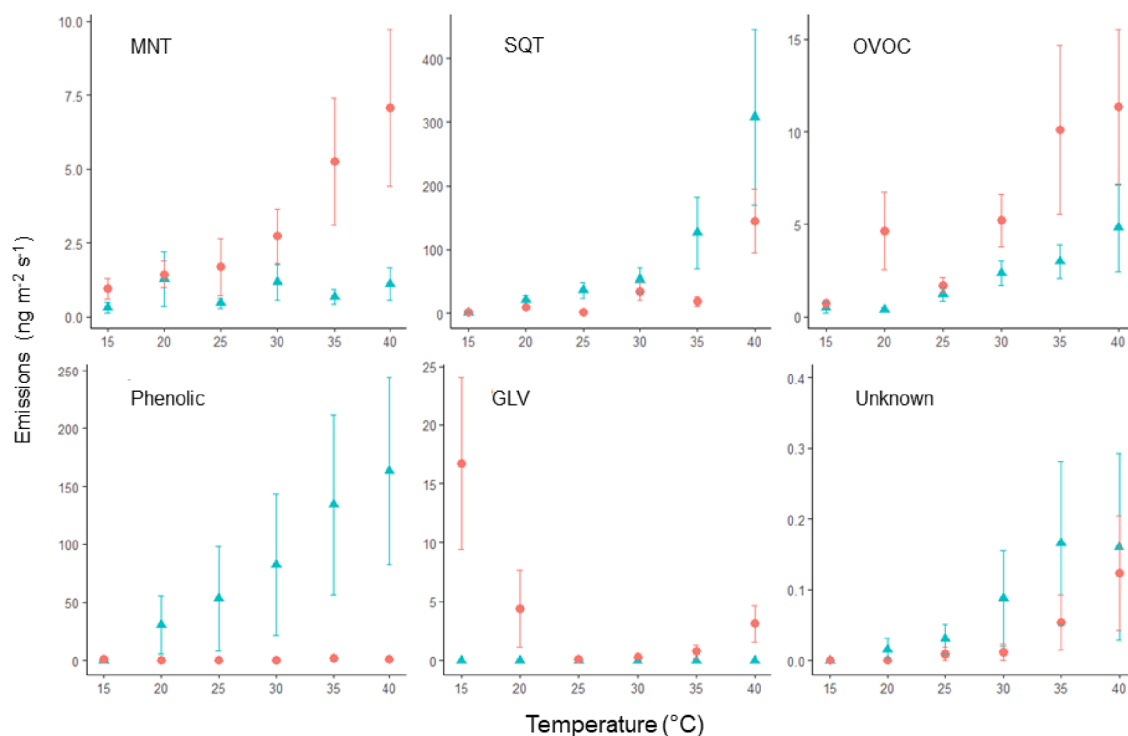 MNT
10.0
7.5
5.0
2.5
0.0
15 20 25 30 35 40
SQT
400
300
200
100
0
15 20 25 30 35 40
OVOC
15
10
5
0
15 20 25 30 35 40
Emissions (ng m-2 s-1)
Phenolic
250
200
150
100
50
0
15 20 25 30 35 40
GLV
25
20
15
10
5
0
15 20 25 30 35 40
Unknown
0.4
0.3
0.2
0.1
0.0
15 20 25 30 35 40
Temperature (°C)